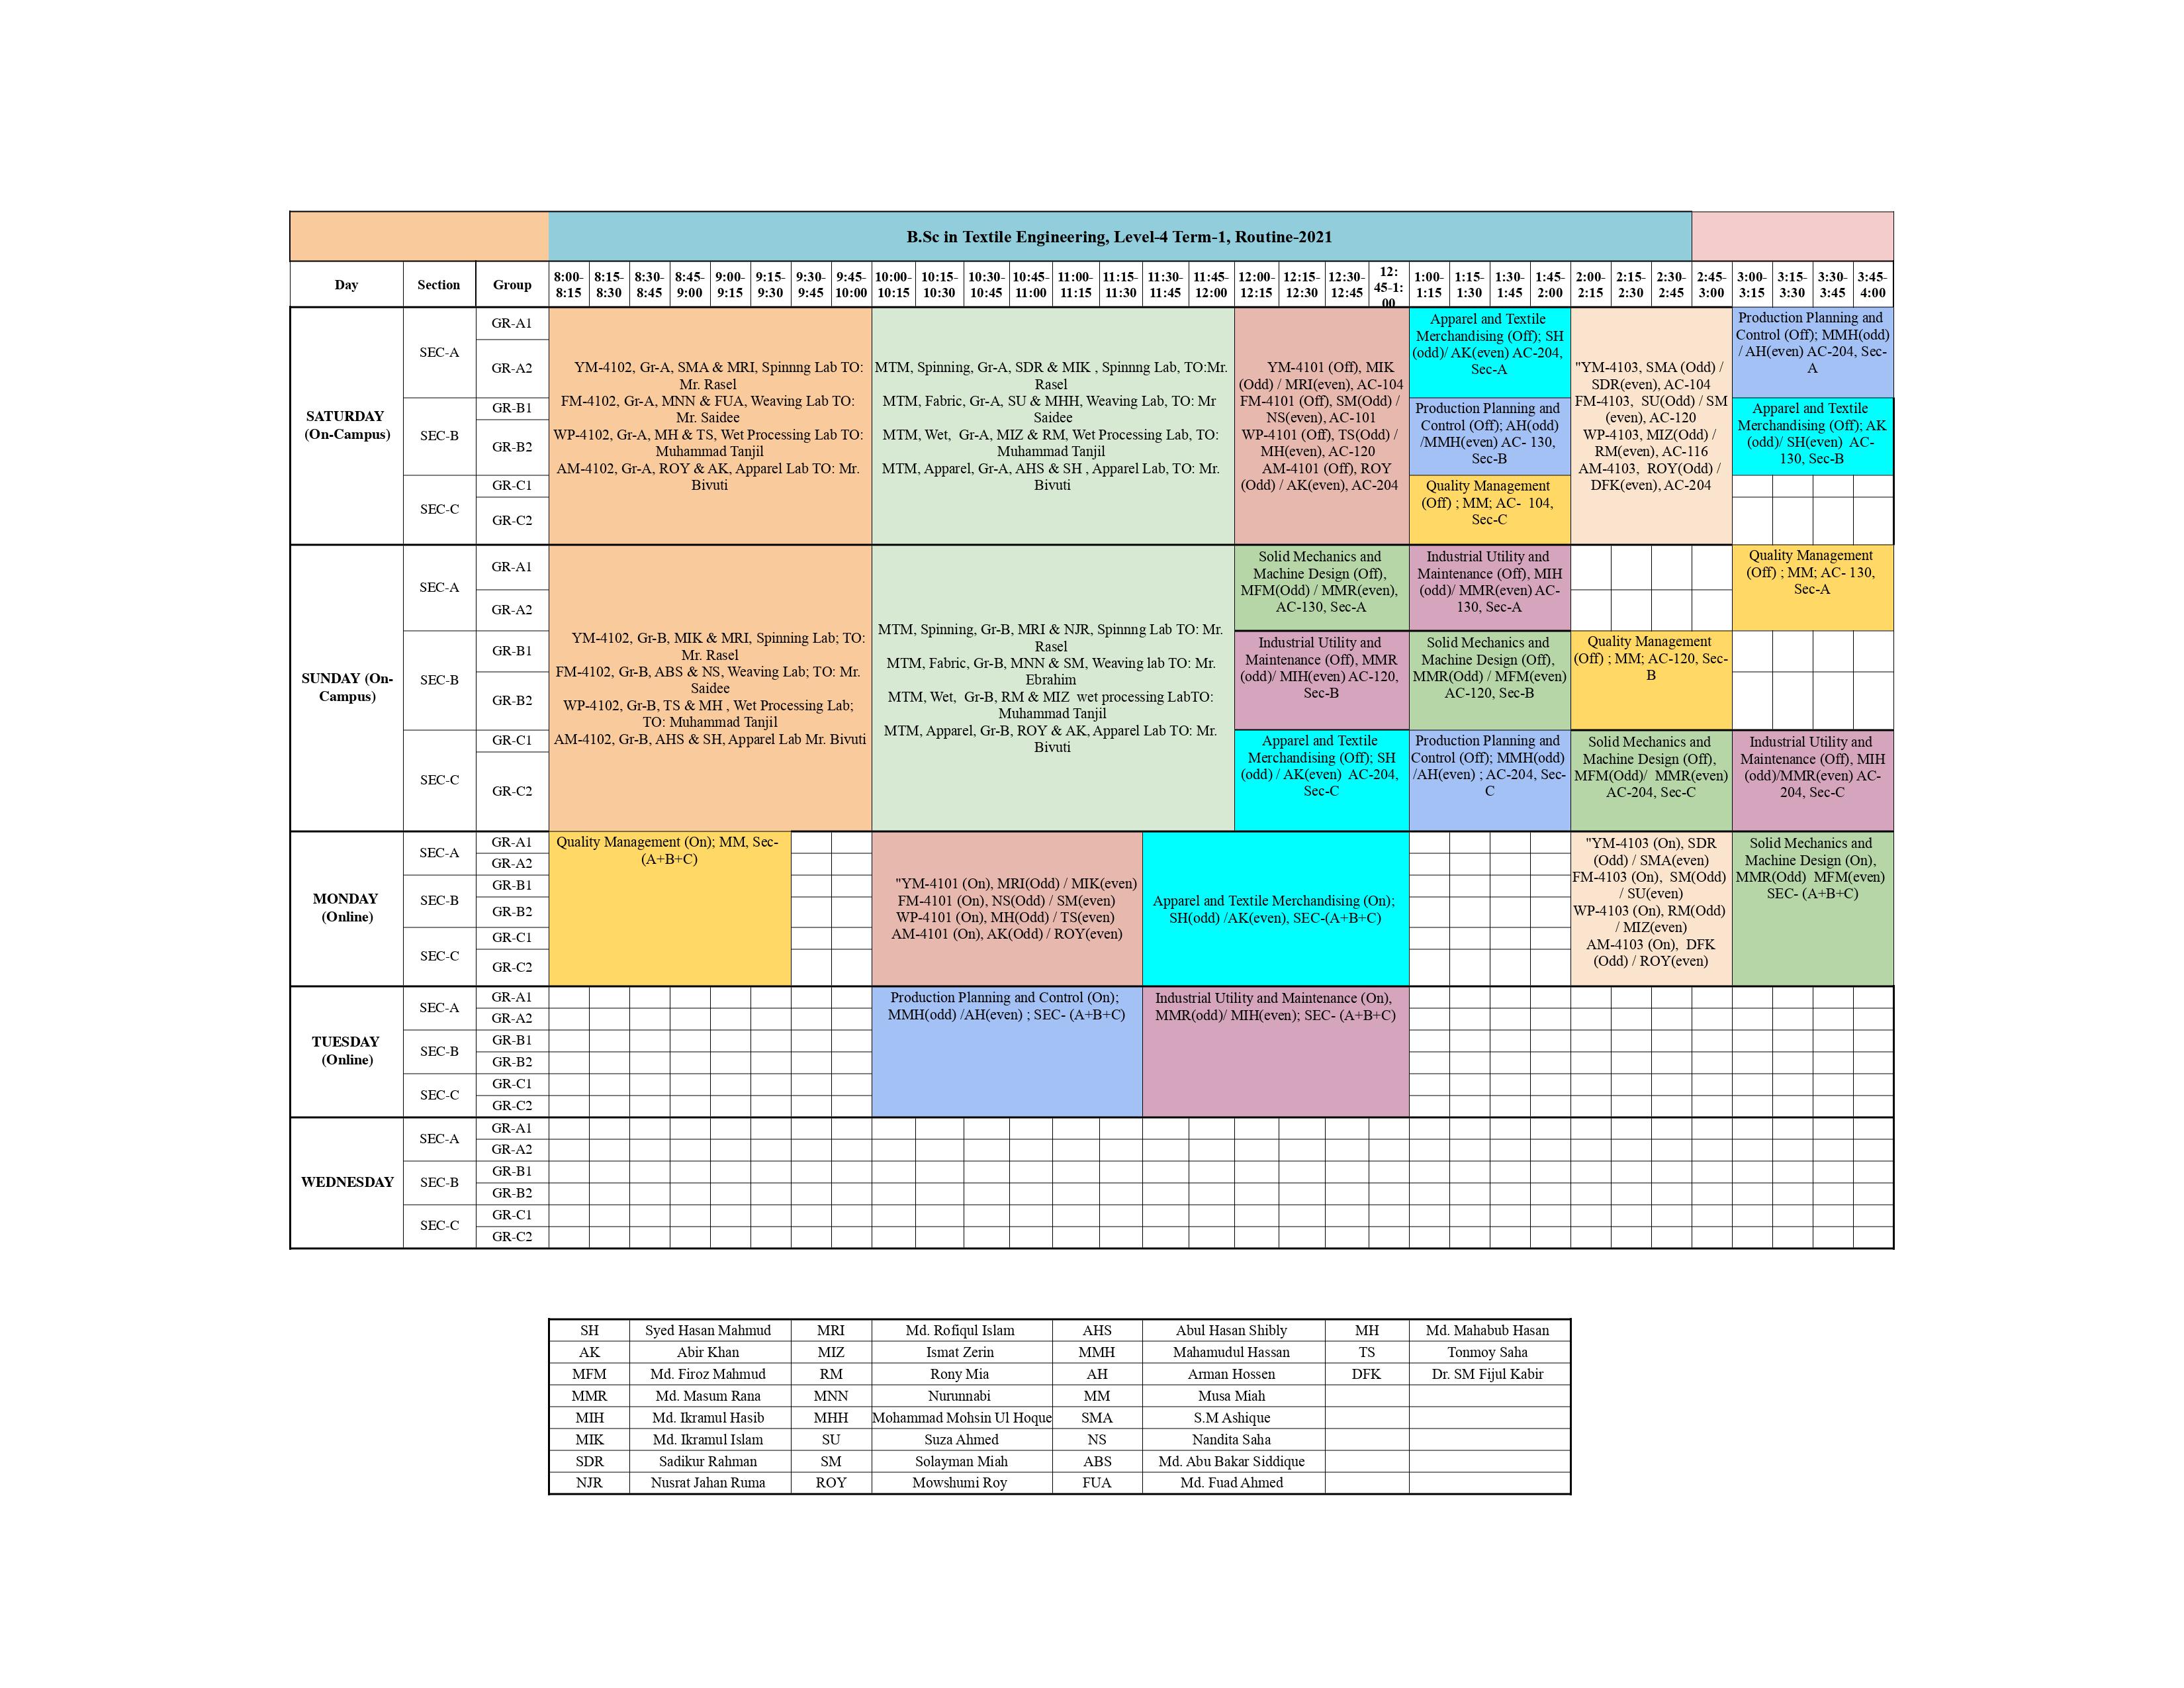 B.Sc in Textile Engineering, Level-4 Term-1, Routine-2021
Day Section Group 8:00-8:15 8:15-8:30 8:30-8:45 8:45-9:00 9:00-9:15 9:15-9:30 9:30-9:45 9:45-10:00 10:00-10:15 10:15-10:30 10:30-10:45 10:45-11:00 11:00-11:15 11:15-11:30 11:30-11:45 11:45-12:00 12:00-12:15 12:15-12:30 12:30-12:45 12:45-1:00 1:00-1:15 1:15-1:30 1:30-1:45 1:45-2:00 2:00-2:15 2:15-2:30 2:30-2:45 2:45-3:00 3:00-3:15 3:15-3:30 3:30-3:45 3:45-4:00
SATURDAY
(On-Campus)
SEC-A
GR-A1
GR-A2
SEC-B
GR-B1
GR-B2
SEC-C
GR-C1
GR-C2
YM-4102, Gr-A, SMA & MRI, Spinnng Lab TO:
Mr. Rasel
FM-4102, Gr-A, MNN & FUA, Weaving Lab TO:
Mr. Saidee
WP-4102, Gr-A, MH & TS, Wet Processing Lab TO:
Muhammad Tanjil
AM-4102, Gr-A, ROY & AK, Apparel Lab TO: Mr.
Bivuti
MTM, Spinning, Gr-A, SDR & MIK , Spinnng Lab, TO:Mr.
Rasel
MTM, Fabric, Gr-A, SU & MHH, Weaving Lab, TO: Mr
Saidee
MTM, Wet, Gr-A, MIZ & RM, Wet Processing Lab, TO:
Muhammad Tanjil
MTM, Apparel, Gr-A, AHS & SH , Apparel Lab, TO: Mr.
Bivuti
YM-4101 (Off), MIK
(Odd) / MRI(even), AC-104
FM-4101 (Off), SM(Odd) /
NS(even), AC-101
WP-4101 (Off), TS(Odd) /
MH(even), AC-120
AM-4101 (Off), ROY
(Odd) / AK(even), AC-204
Apparel and Textile
Merchandising (Off); SH
(odd)/ AK(even) AC-204,
Sec-A
Production Planning and
Control (Off); AH(odd)
/MMH(even) AC- 130,
Sec-B
Quality Management
(Off) ; MM; AC- 104,
Sec-C
"YM-4103, SMA (Odd) /
SDR(even), AC-104
FM-4103, SU(Odd) / SM
(even), AC-120
WP-4103, MIZ(Odd) /
RM(even), AC-116
AM-4103, ROY(Odd) /
DFK(even), AC-204
Production Planning and
Control (Off); MMH(odd)
/ AH(even) AC-204, Sec-
A
Apparel and Textile
Merchandising (Off); AK
(odd)/ SH(even) AC-
130, Sec-B
SUNDAY (On-
Campus)
SEC-A
GR-A1
GR-A2
SEC-B
GR-B1
GR-B2
SEC-C
GR-C1
GR-C2
YM-4102, Gr-B, MIK & MRI, Spinning Lab; TO:
Mr. Rasel
FM-4102, Gr-B, ABS & NS, Weaving Lab; TO: Mr.
Saidee
WP-4102, Gr-B, TS & MH , Wet Processing Lab;
TO: Muhammad Tanjil
AM-4102, Gr-B, AHS & SH, Apparel Lab Mr. Bivuti
MTM, Spinning, Gr-B, MRI & NJR, Spinnng Lab TO: Mr.
Rasel
MTM, Fabric, Gr-B, MNN & SM, Weaving lab TO: Mr.
Ebrahim
MTM, Wet, Gr-B, RM & MIZ wet processing LabTO:
Muhammad Tanjil
MTM, Apparel, Gr-B, ROY & AK, Apparel Lab TO: Mr.
Bivuti
Solid Mechanics and
Machine Design (Off),
MFM(Odd) / MMR(even),
AC-130, Sec-A
Industrial Utility and
Maintenance (Off), MIH
(odd)/ MMR(even) AC-
130, Sec-A
Quality Management
(Off) ; MM; AC- 130,
Sec-A
Industrial Utility and
Maintenance (Off), MMR
(odd)/ MIH(even) AC-120,
Sec-B
Solid Mechanics and
Machine Design (Off),
MMR(Odd) / MFM(even)
AC-120, Sec-B
Quality Management
(Off) ; MM; AC-120, Sec-
B
Apparel and Textile
Merchandising (Off); SH
(odd) / AK(even) AC-204,
Sec-C
Production Planning and
Control (Off); MMH(odd)
/AH(even) ; AC-204, Sec-
C
Solid Mechanics and
Machine Design (Off),
MFM(Odd)/ MMR(even)
AC-204, Sec-C
Industrial Utility and
Maintenance (Off), MIH
(odd)/MMR(even) AC-
204, Sec-C
MONDAY
(Online)
SEC-A
GR-A1
GR-A2
SEC-B
GR-B1
GR-B2
SEC-C
GR-C1
GR-C2
Quality Management (On); MM, Sec-
(A+B+C)
"YM-4101 (On), MRI(Odd) / MIK(even)
FM-4101 (On), NS(Odd) / SM(even)
WP-4101 (On), MH(Odd) / TS(even)
AM-4101 (On), AK(Odd) / ROY(even)
Apparel and Textile Merchandising (On);
SH(odd) /AK(even), SEC-(A+B+C)
"YM-4103 (On), SDR
(Odd) / SMA(even)
FM-4103 (On), SM(Odd)
/ SU(even)
WP-4103 (On), RM(Odd)
/ MIZ(even)
AM-4103 (On), DFK
(Odd) / ROY(even)
Solid Mechanics and
Machine Design (On),
MMR(Odd) MFM(even)
SEC- (A+B+C)
TUESDAY
(Online)
SEC-A
GR-A1
GR-A2
SEC-B
GR-B1
GR-B2
SEC-C
GR-C1
GR-C2
Production Planning and Control (On);
MMH(odd) /AH(even) ; SEC- (A+B+C)
Industrial Utility and Maintenance (On),
MMR(odd)/ MIH(even); SEC- (A+B+C)
WEDNESDAY
SEC-A
GR-A1
GR-A2
SEC-B
GR-B1
GR-B2
SEC-C
GR-C1
GR-C2
SH Syed Hasan Mahmud MRI Md. Rofiqul Islam AHS Abul Hasan Shibly MH Md. Mahabub Hasan
AK Abir Khan MIZ Ismat Zerin MMH Mahamudul Hassan TS Tonmoy Saha
MFM Md. Firoz Mahmud RM Rony Mia AH Arman Hossen DFK Dr. SM Fijul Kabir
MMR Md. Masum Rana MNN Nurunnabi MM Musa Miah
MIH Md. Ikramul Hasib MHH Mohammad Mohsin Ul Hoque SMA S.M Ashique
MIK Md. Ikramul Islam SU Suza Ahmed NS Nandita Saha
SDR Sadikur Rahman SM Solayman Miah ABS Md. Abu Bakar Siddique
NJR Nusrat Jahan Ruma ROY Mowshumi Roy FUA Md. Fuad Ahmed